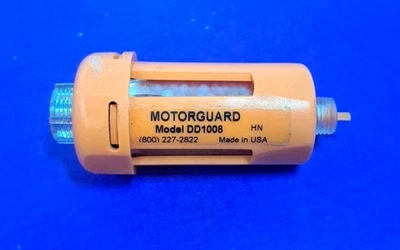 MOTORGUARD
Model DD1008 HN
(800) 227-2822 Made in USA